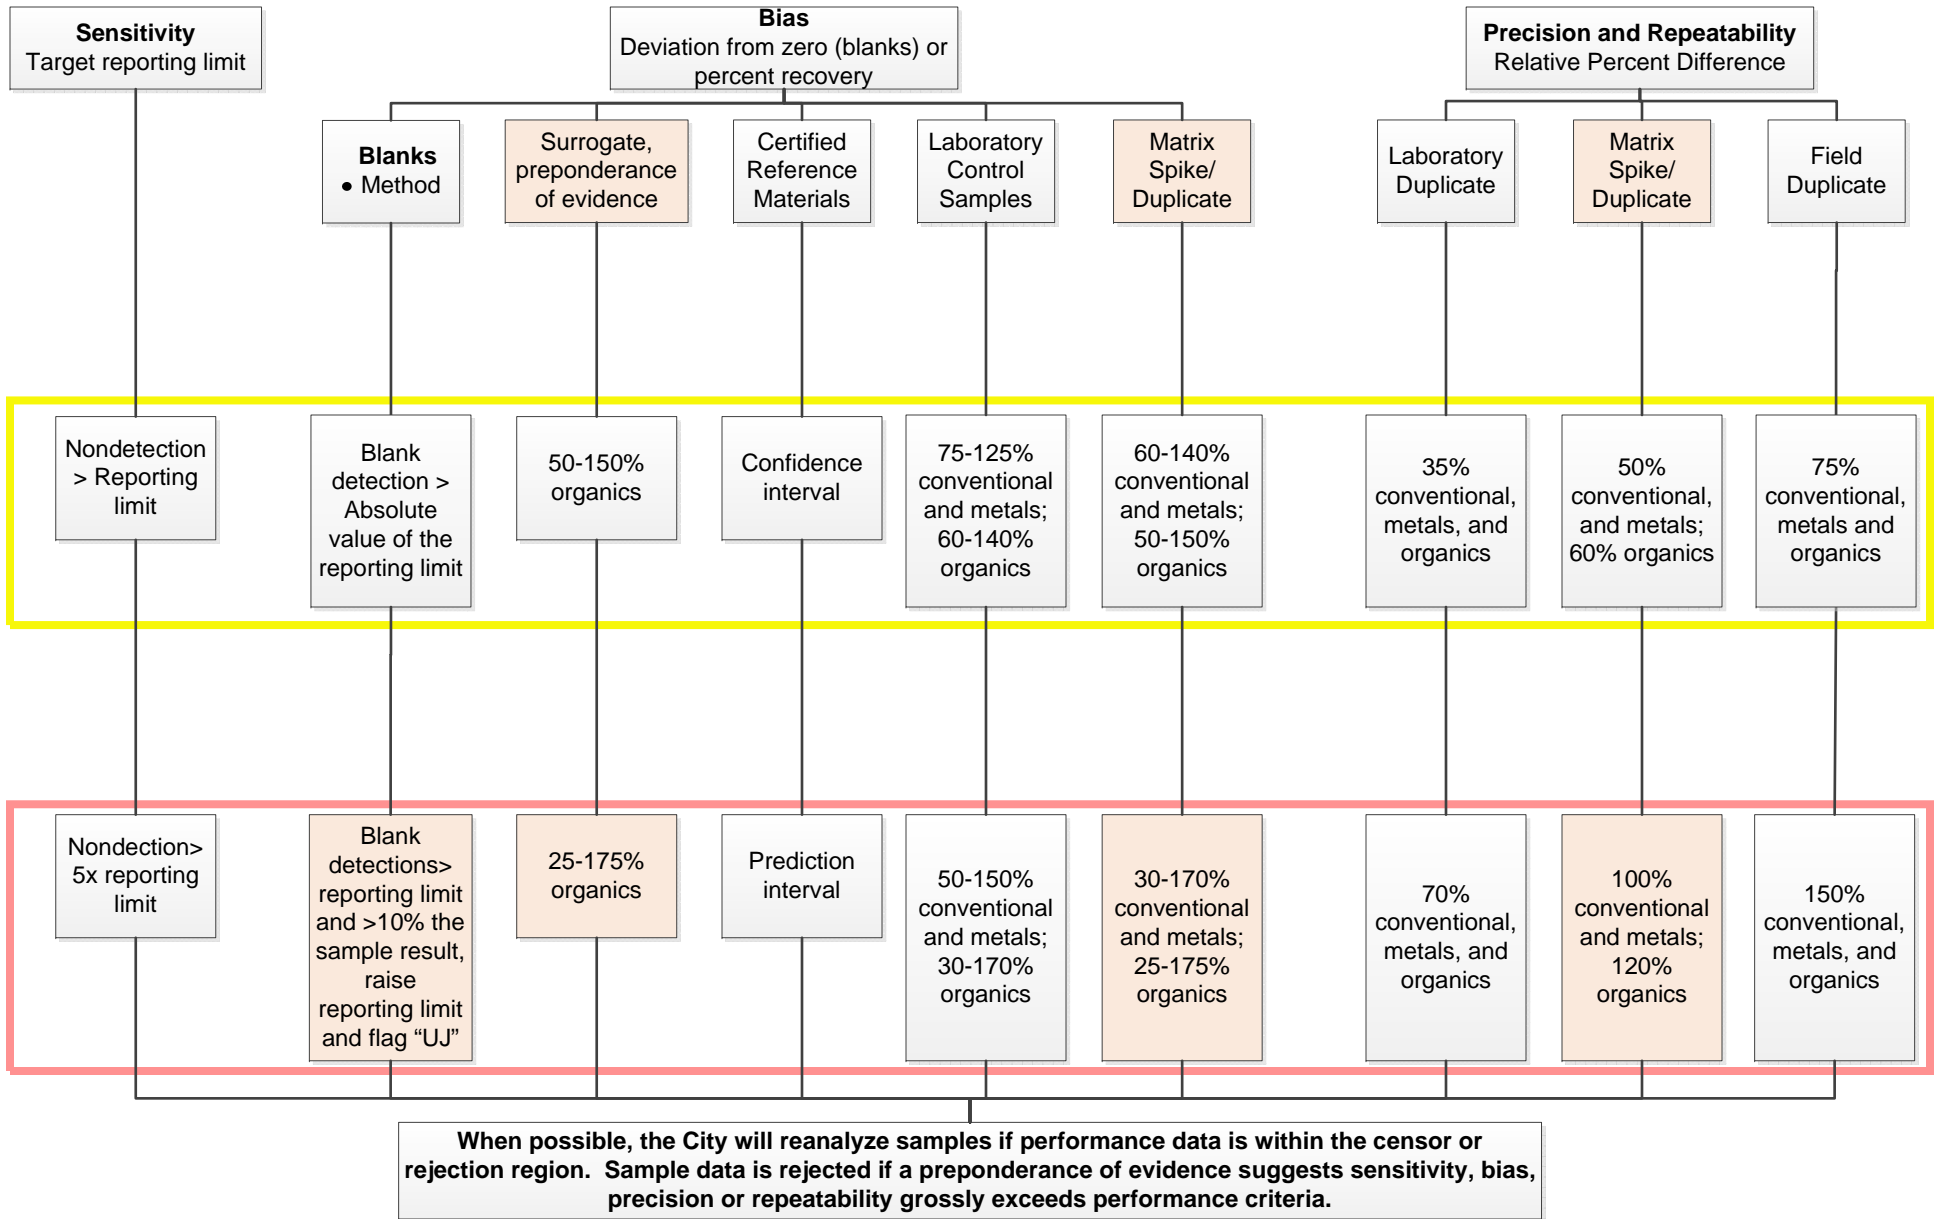 Sensitivity
Target reporting limit
Bias
Deviation from zero (blanks) or
percent recovery
Precision and Repeatability
Relative Percent Difference
Blanks
• Method
Surrogate,
preponderance
of evidence
Certified
Reference
Materials
Laboratory
Control
Samples
Matrix
Spike/
Duplicate
Laboratory
Duplicate
Matrix
Spike/
Duplicate
Field
Duplicate
Nondetection
> Reporting
limit
Blank
detection >
Absolute
value of the
reporting limit
50-150%
organics
Confidence
interval
75-125%
conventional
and metals;
60-140%
organics
60-140%
conventional
and metals;
50-150%
organics
35%
conventional,
metals, and
organics
50%
conventional,
and metals;
60% organics
75%
conventional,
metals and
organics
Nondection>
5x reporting
limit
Blank
detections>
reporting limit
and >10% the
sample result,
raise
reporting limit
and flag “UJ”
25-175%
organics
Prediction
interval
50-150%
conventional
and metals;
30-170%
organics
30-170%
conventional
and metals;
25-175%
organics
70%
conventional,
metals, and
organics
100%
conventional
and metals;
120%
organics
150%
conventional,
metals, and
organics
When possible, the City will reanalyze samples if performance data is within the censor or
rejection region.  Sample data is rejected if a preponderance of evidence suggests sensitivity, bias,
precision or repeatability grossly exceeds performance criteria.